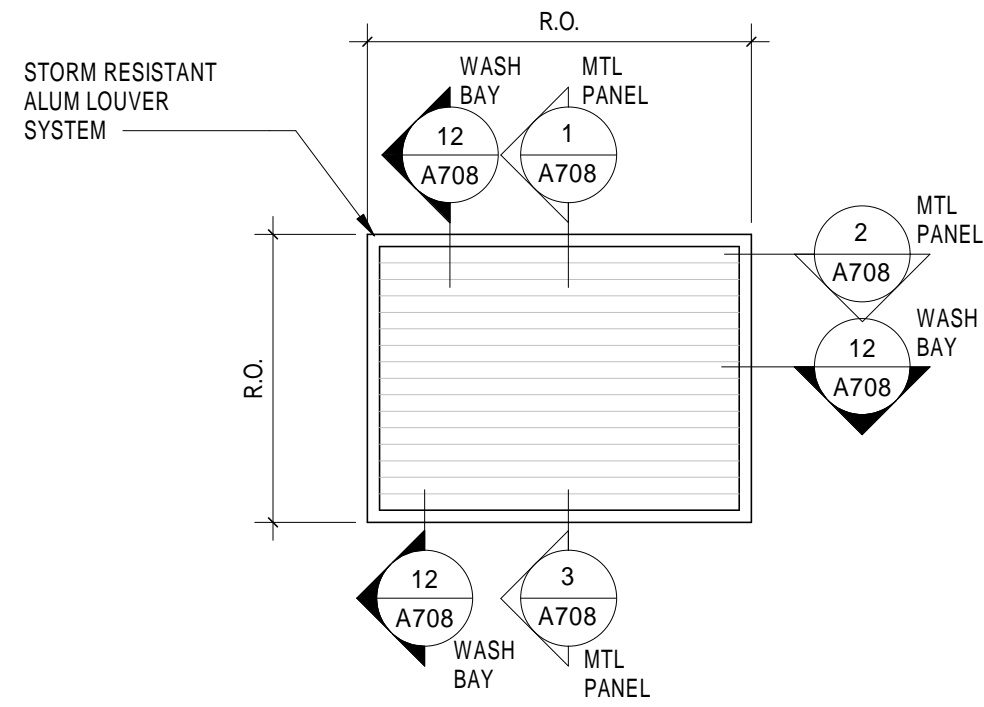 R.O.
STORM RESISTANT
ALUM LOUVER
SYSTEM
WASH
BAY
12
A708
MTL
PANEL
1
A708
MTL
PANEL
2
A708
WASH
BAY
12
A708
R.O.
12
A708
WASH
BAY
3
A708
MTL
PANEL